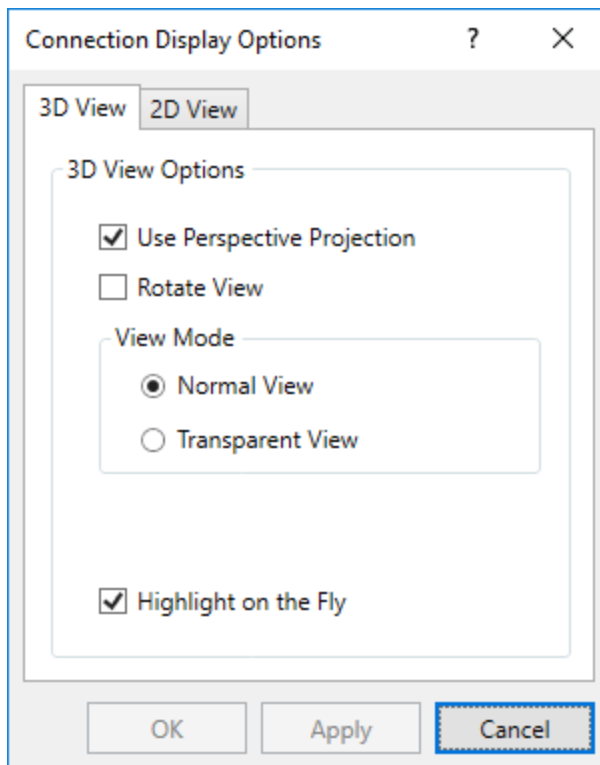 Connection Display Options ?
3D View 2D View
3D View Options
Use Perspective Projection
Rotate View
View Mode
Normal View
Transparent View
Highlight on the Fly
OK Apply Cancel